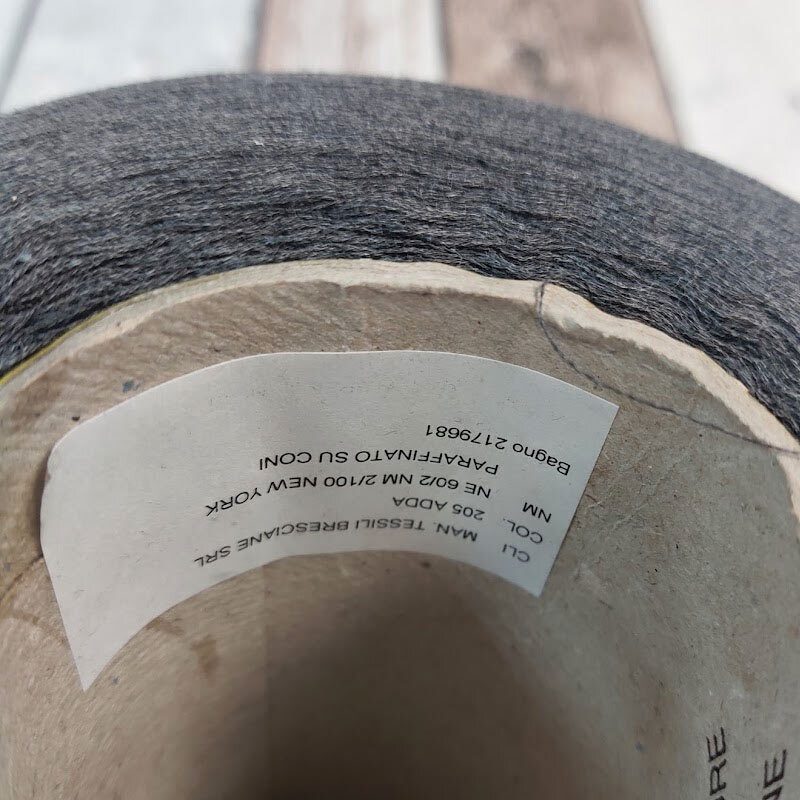 CLI MAN. TESSILI BRESCIANE SRL
COL. 205 ADDA
NM NE 60/2 NM 2/100 NEW YORK
PARAFFINATO SU CONI
Bagno 2179681